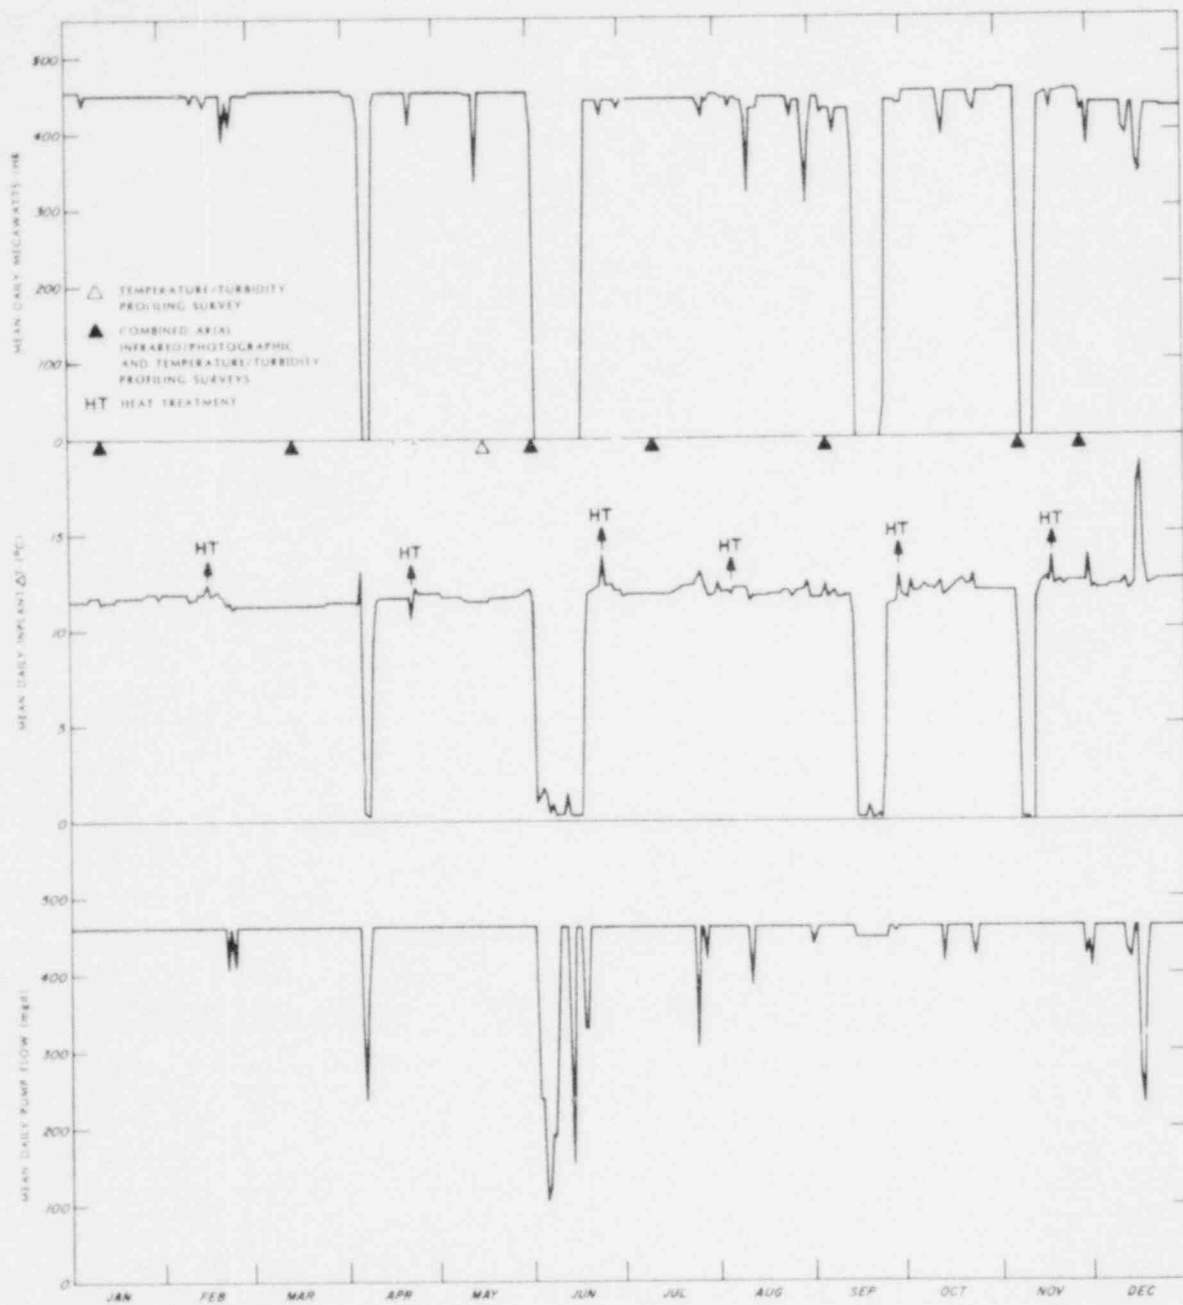 500
400
300
200
100
0
MEAN DAILY MEGAWATTS (HR
△ TEMPERATURE/TURBIDITY
PROFILING SURVEY
▲ COMBINED ARIAL
INFRARED/PHOTOGRAPHIC
AND TEMPERATURE/TURBIDITY
PROFILING SURVEYS
HT HEAT TREATMENT
15
10
5
0
MEAN DAILY INPLANT ΔT (°C)
HT
HT
HT
HT
HT
HT
500
400
300
200
100
0
MEAN DAILY PUMP FLOW (mgd)
JAN FEB MAR APR MAY JUN JUL AUG SEP OCT NOV DEC